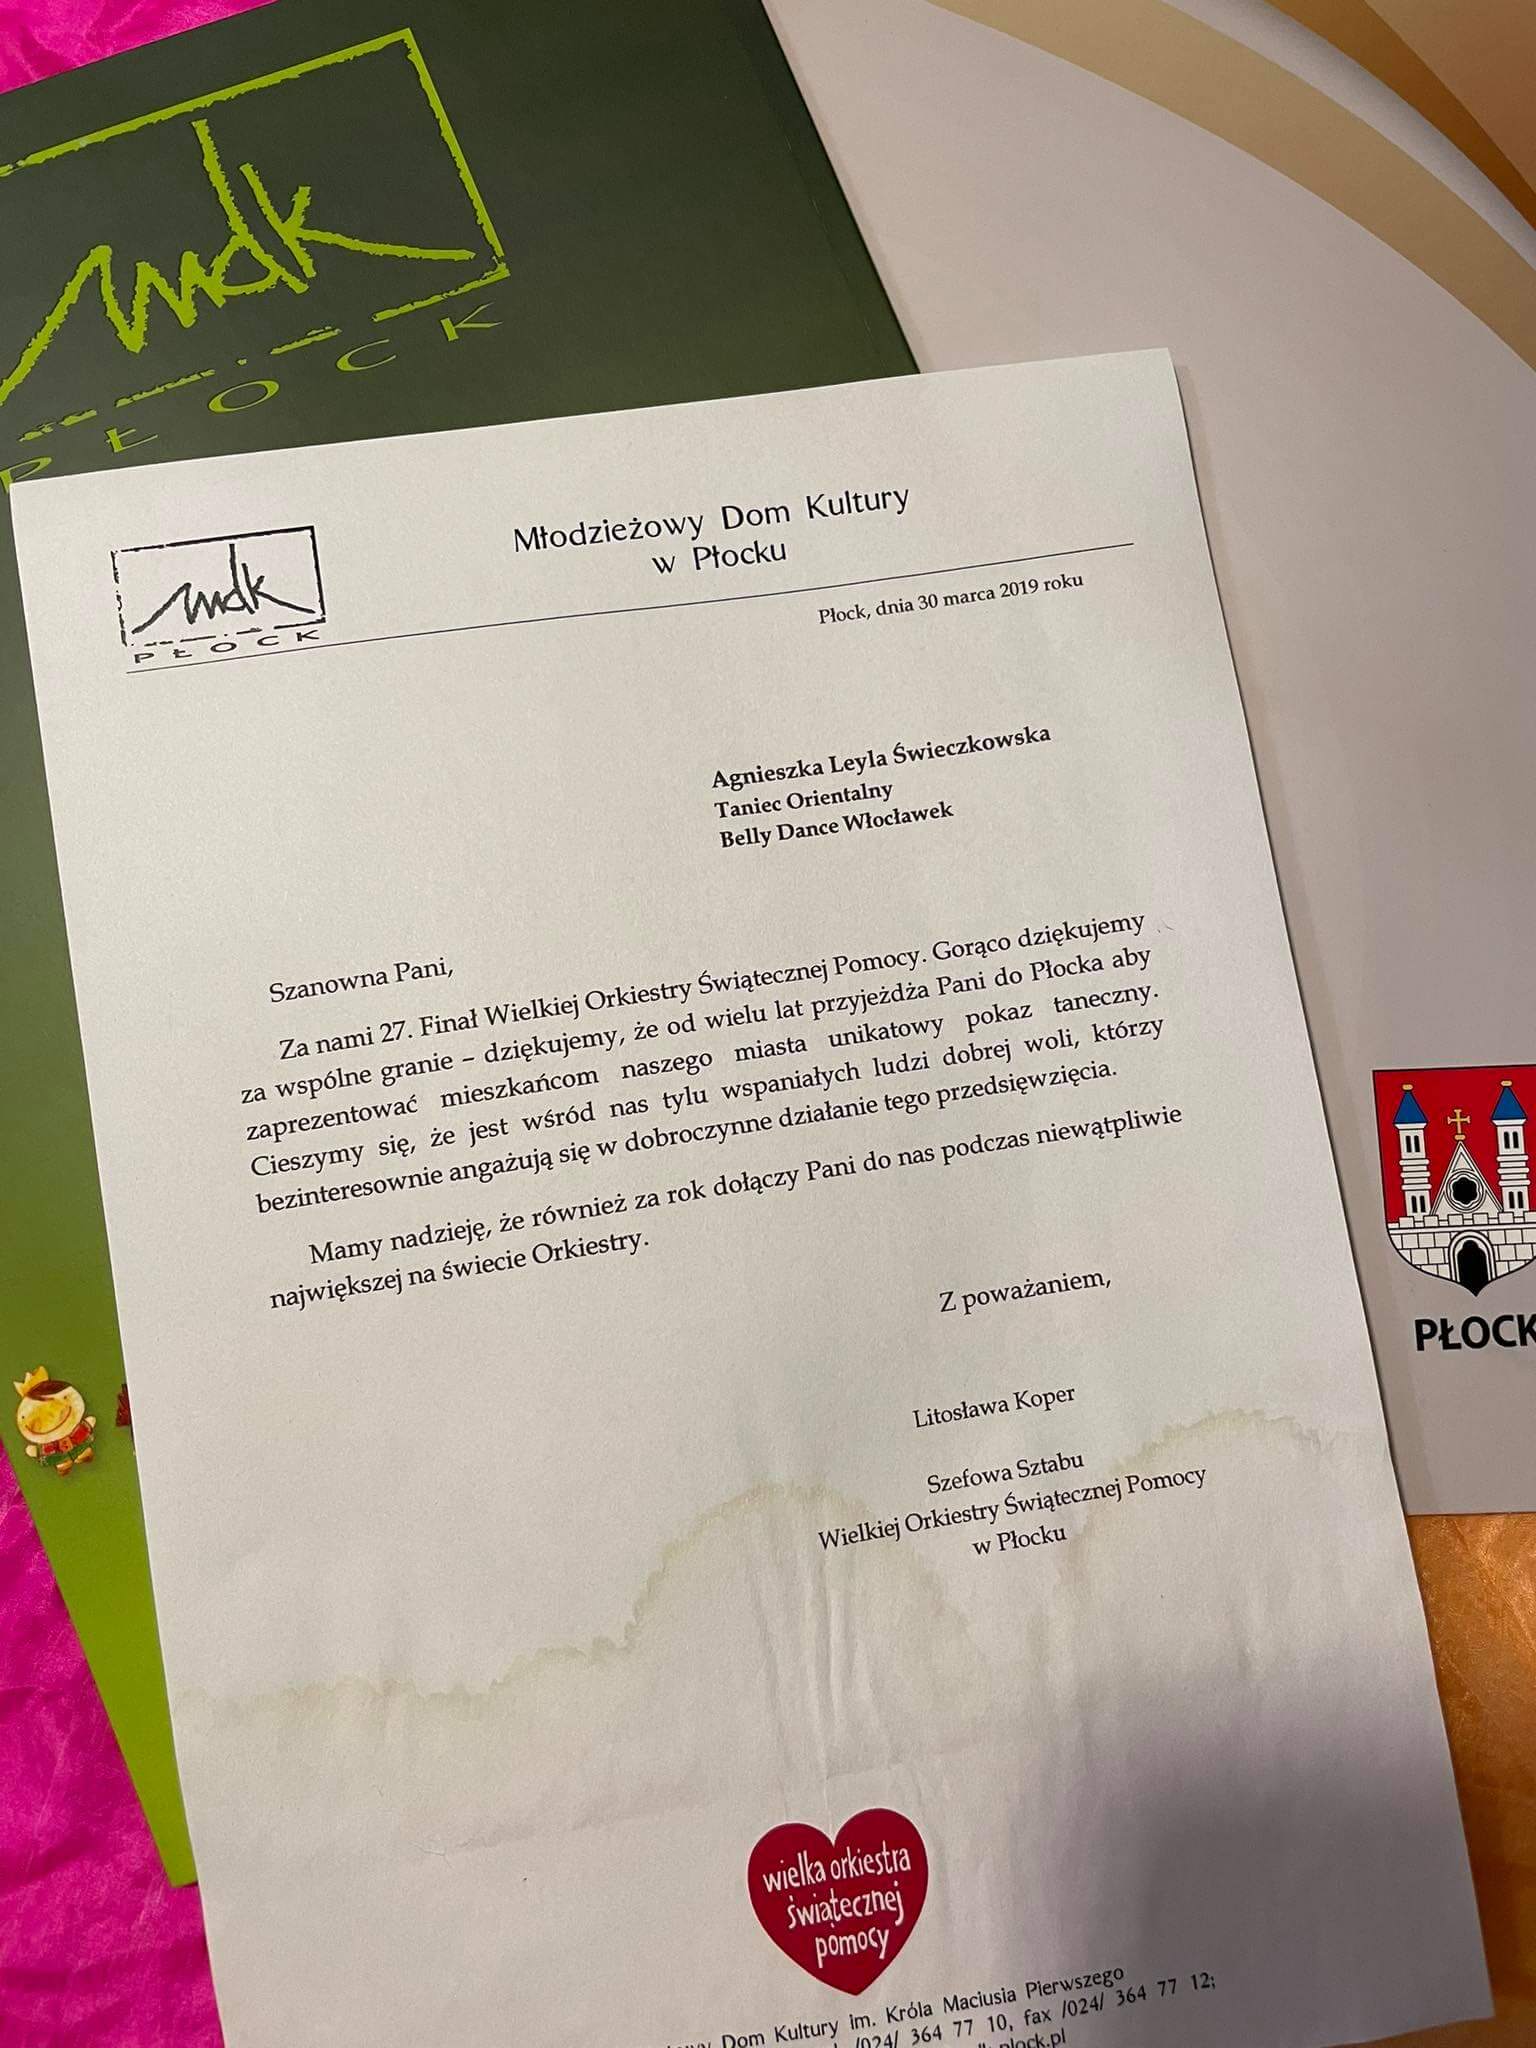 mdk
PŁOCK
mdk
PŁOCK
Młodzieżowy Dom Kultury
w Płocku
Płock, dnia 30 marca 2019 roku
Agnieszka Leyla Świeczkowska
Taniec Orientalny
Belly Dance Włocławek
Szanowna Pani,
Za nami 27. Finał Wielkiej Orkiestry Świątecznej Pomocy. Gorąco dziękujemy
za wspólne granie – dziękujemy, że od wielu lat przyjeżdża Pani do Płocka aby
zaprezentować mieszkańcom naszego miasta unikatowy pokaz taneczny.
Cieszymy się, że jest wśród nas tylu wspaniałych ludzi dobrej woli, którzy
bezinteresownie angażują się w dobroczynne działanie tego przedsięwzięcia.
Mamy nadzieję, że również za rok dołączy Pani do nas podczas niewątpliwie
największej na świecie Orkiestry.
Z poważaniem,
Litosława Koper
Szefowa Sztabu
Wielkiej Orkiestry Świątecznej Pomocy
w Płocku
PŁOCK
wielka orkiestra
świątecznej
pomocy
Dom Kultury im. Króla Maciusia Pierwszego
/024/ 364 77 10, fax /024/ 364 77 12;
plock.pl